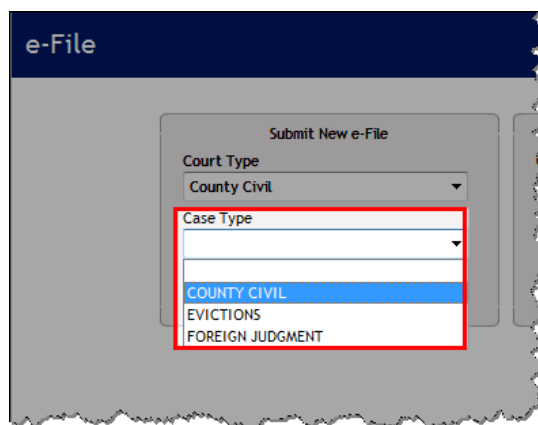 e-File
Submit New e-File
Court Type
County Civil
Case Type
COUNTY CIVIL
EVICTIONS
FOREIGN JUDGMENT